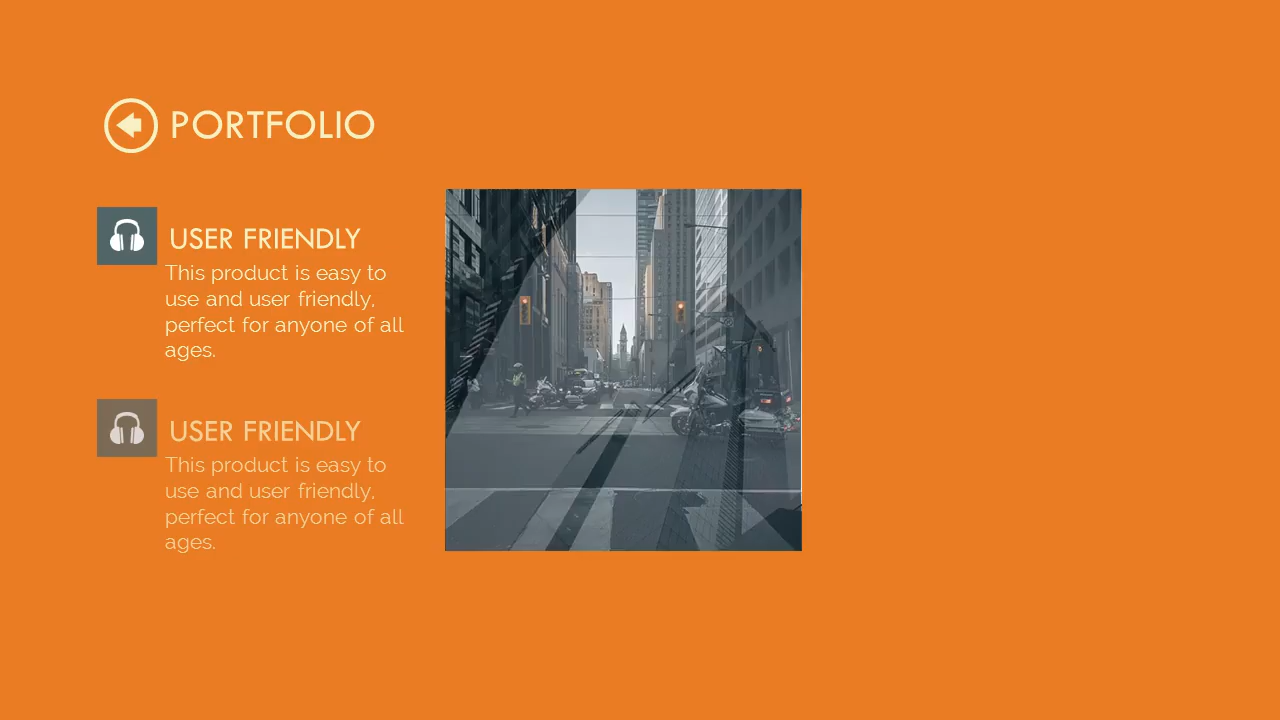 PORTFOLIO
USER FRIENDLY
This product is easy to
use and user friendly,
perfect for anyone of all
ages.
USER FRIENDLY
This product is easy to
use and user friendly,
perfect for anyone of all
ages.